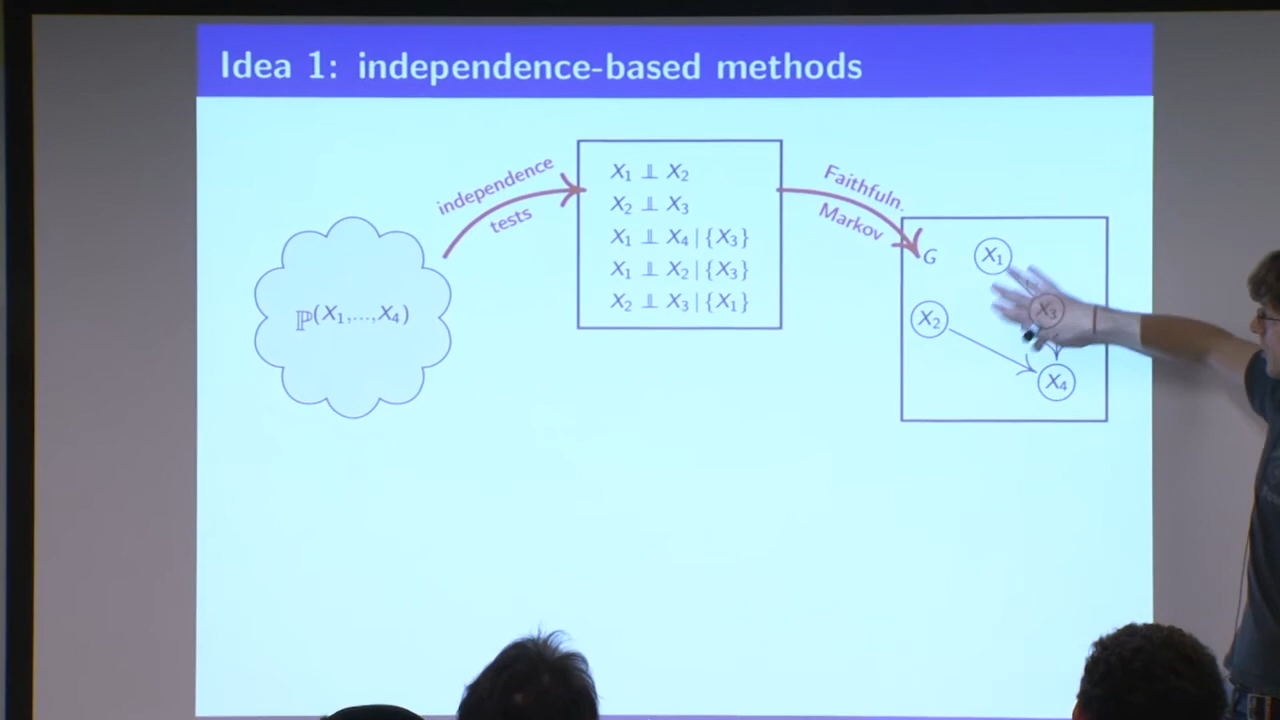 Idea 1: independence-based methods
independence
tests
ℙ(X₁,...,X₄)
X₁ ⫫ X₂
X₂ ⫫ X₃
X₁ ⫫ X₄ | {X₃}
X₁ ⫫ X₂ | {X₃}
X₂ ⫫ X₃ | {X₁}
Faithfuln.
Markov
G
X₁
X₂
X₃
X₄